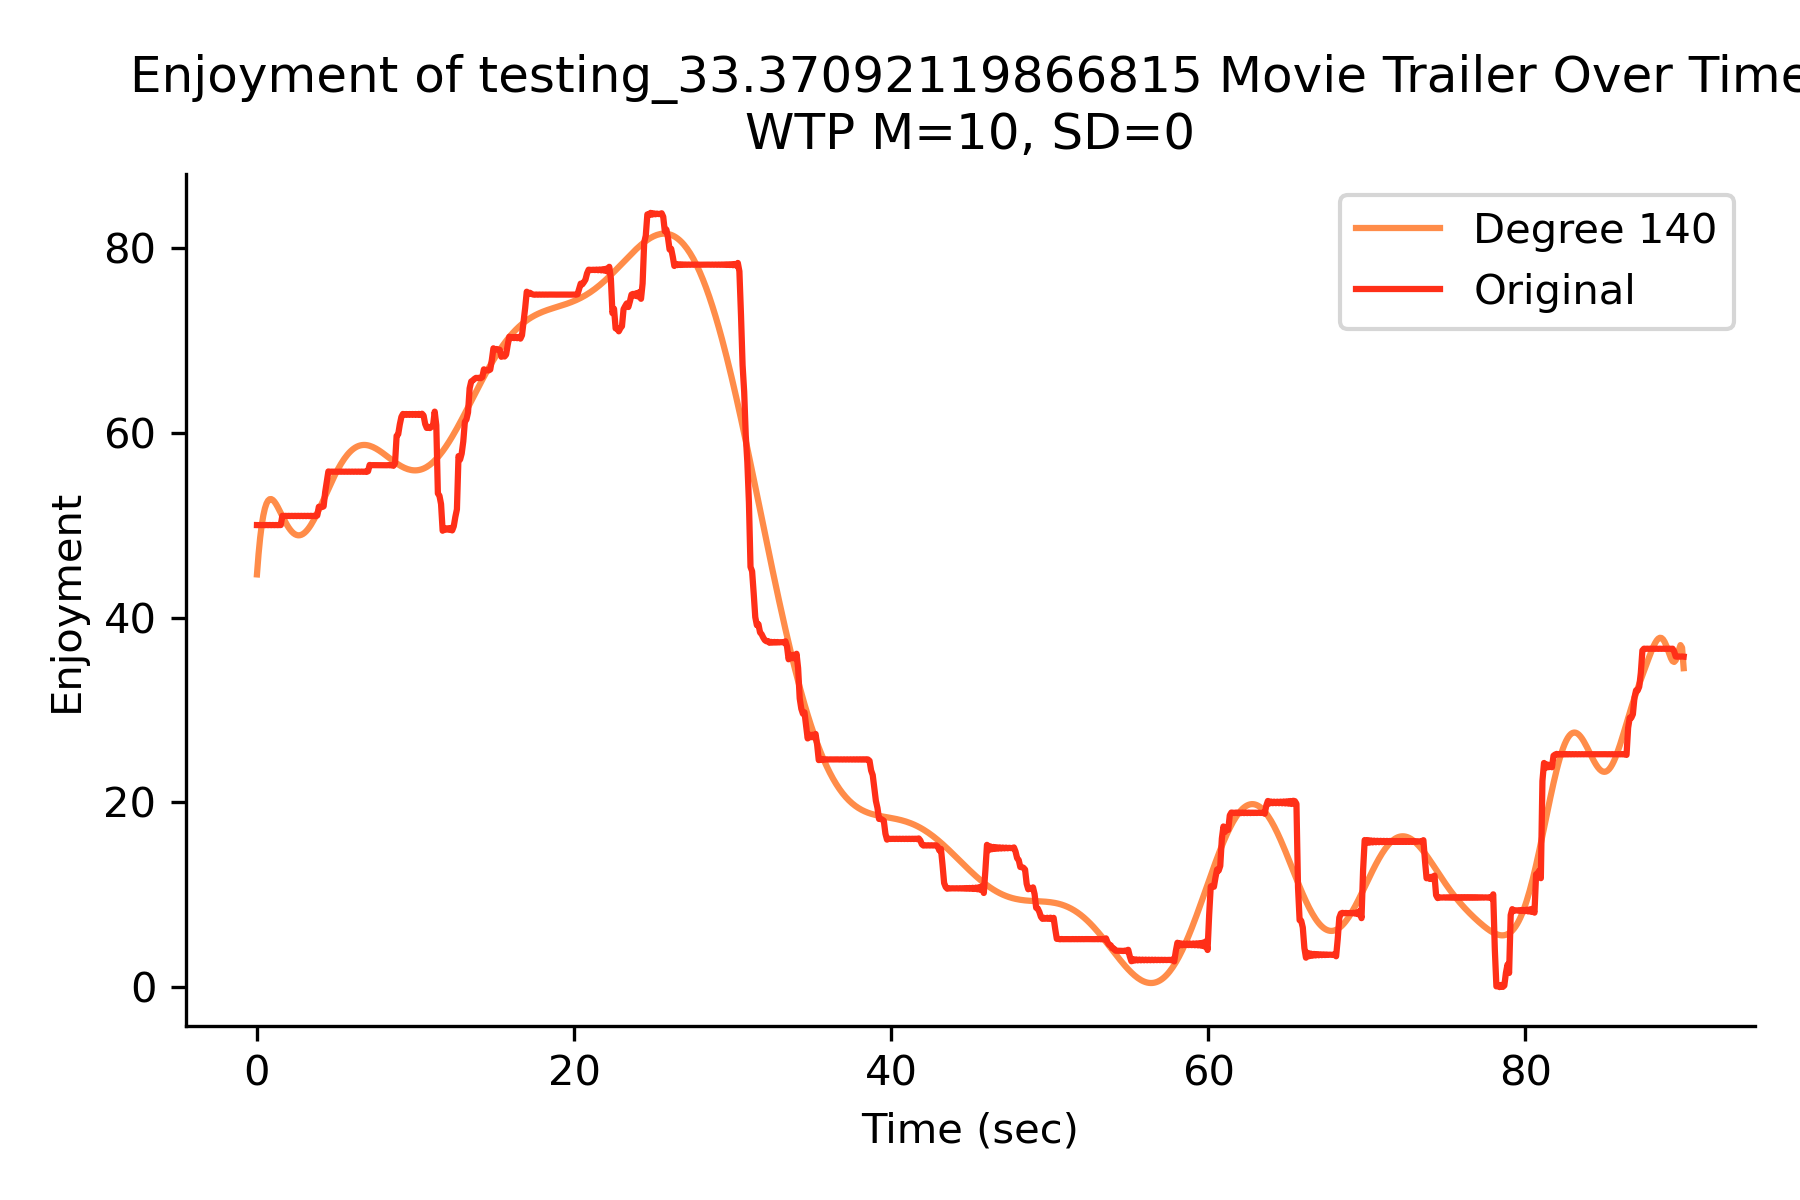 Enjoyment of testing_33.37092119866815 Movie Trailer Over Time
WTP M=10, SD=0
Degree 140
Original
80
60
40
20
0
Enjoyment
0 20 40 60 80
Time (sec)